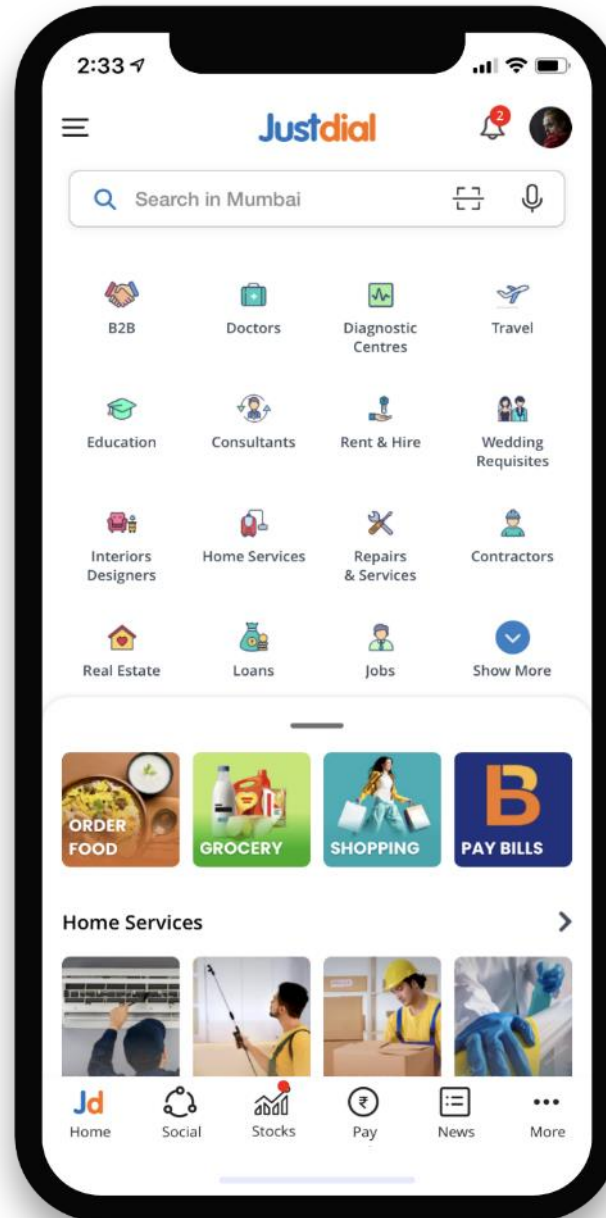 2:33
Justdial
2
Search in Mumbai
B2B
Doctors
Diagnostic
Centres
Travel
Education
Consultants
Rent & Hire
Wedding
Requisites
Interiors
Designers
Home Services
Repairs
& Services
Contractors
Real Estate
Loans
Jobs
Show More
ORDER
FOOD
GROCERY
SHOPPING
B
PAY BILLS
Home Services
Jd
Home
Social
Stocks
₹
Pay
News
More